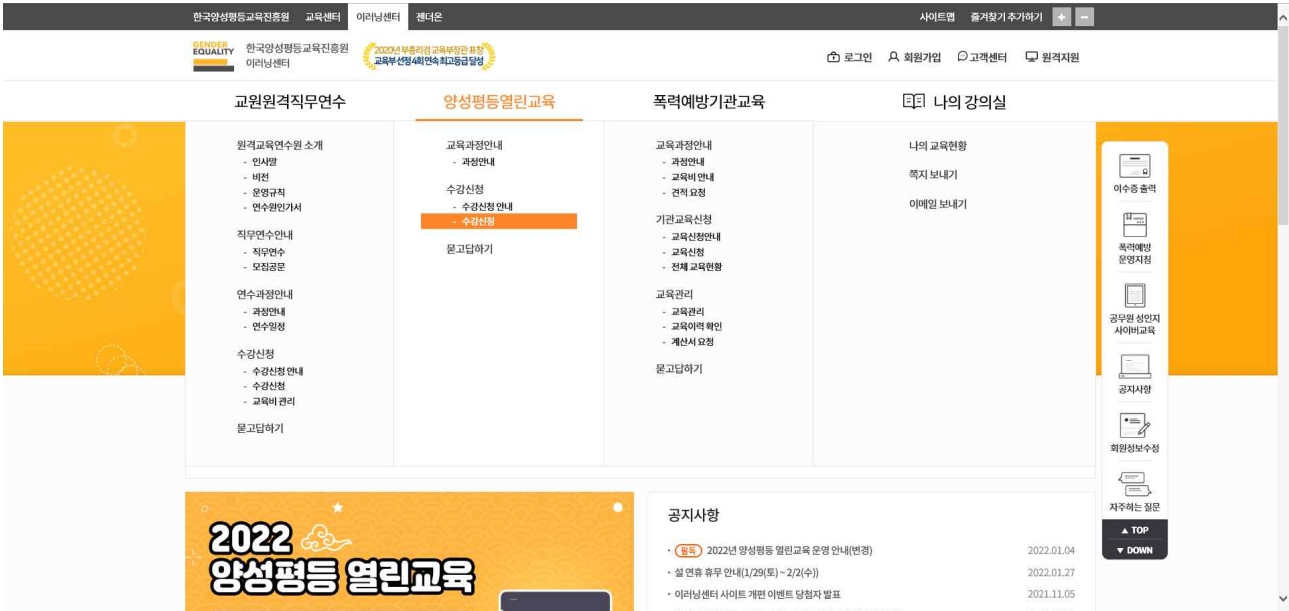 한국양성평등교육진흥원 교육센터 이러닝센터 젠더온
사이트맵 즐겨찾기 추가하기 + -
GENDER
EQUALITY
한국양성평등교육진흥원
이러닝센터
2020년 부총리겸 교육부장관 표창
교육부선정 4회 연속 최고등급 달성
로그인 회원가입 고객센터 원격지원
교원원격직무연수 양성평등열린교육 폭력예방기관교육 나의 강의실
원격교육연수원 소개
- 인사말
- 비전
- 운영규칙
- 연수원인가서
직무연수안내
- 직무연수
- 모집공문
연수과정안내
- 과정안내
- 연수일정
수강신청
- 수강신청 안내
- 수강신청
- 교육비 관리
묻고답하기
교육과정안내
- 과정안내
수강신청
- 수강신청 안내
- 수강신청
묻고답하기
교육과정안내
- 과정안내
- 교육비 안내
- 견적 요청
기관교육신청
- 교육신청안내
- 교육신청
- 전체 교육현황
교육관리
- 교육관리
- 교육이력 확인
- 계산서 요청
묻고답하기
나의 교육현황
쪽지 보내기
이메일 보내기
이수증 출력
폭력예방
운영지침
공무원 성인지
사이버교육
공지사항
회원정보수정
자주하는 질문
▲ TOP
▼ DOWN
2022
양성평등 열린교육
공지사항
· 필독 2022년 양성평등 열린교육 운영 안내(변경) 2022.01.04
· 설 연휴 휴무 안내(1/29(토) ~ 2/2(수)) 2022.01.27
· 이러닝센터 사이트 개편 이벤트 당첨자 발표 2021.11.05